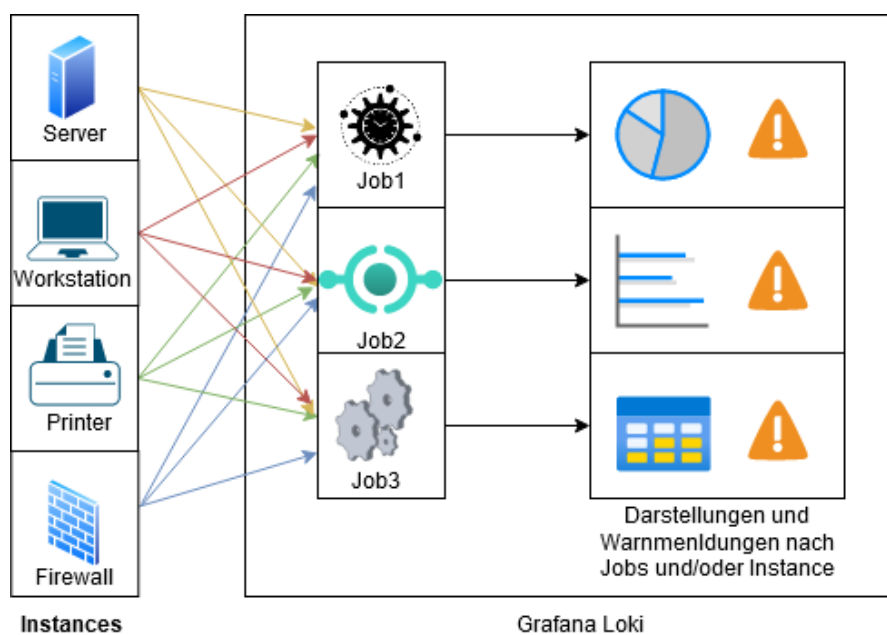 Server
Workstation
Printer
Firewall
Instances
Job1
Job2
Job3
Darstellungen und
Warnmenldungen nach
Jobs und/oder Instance
Grafana Loki